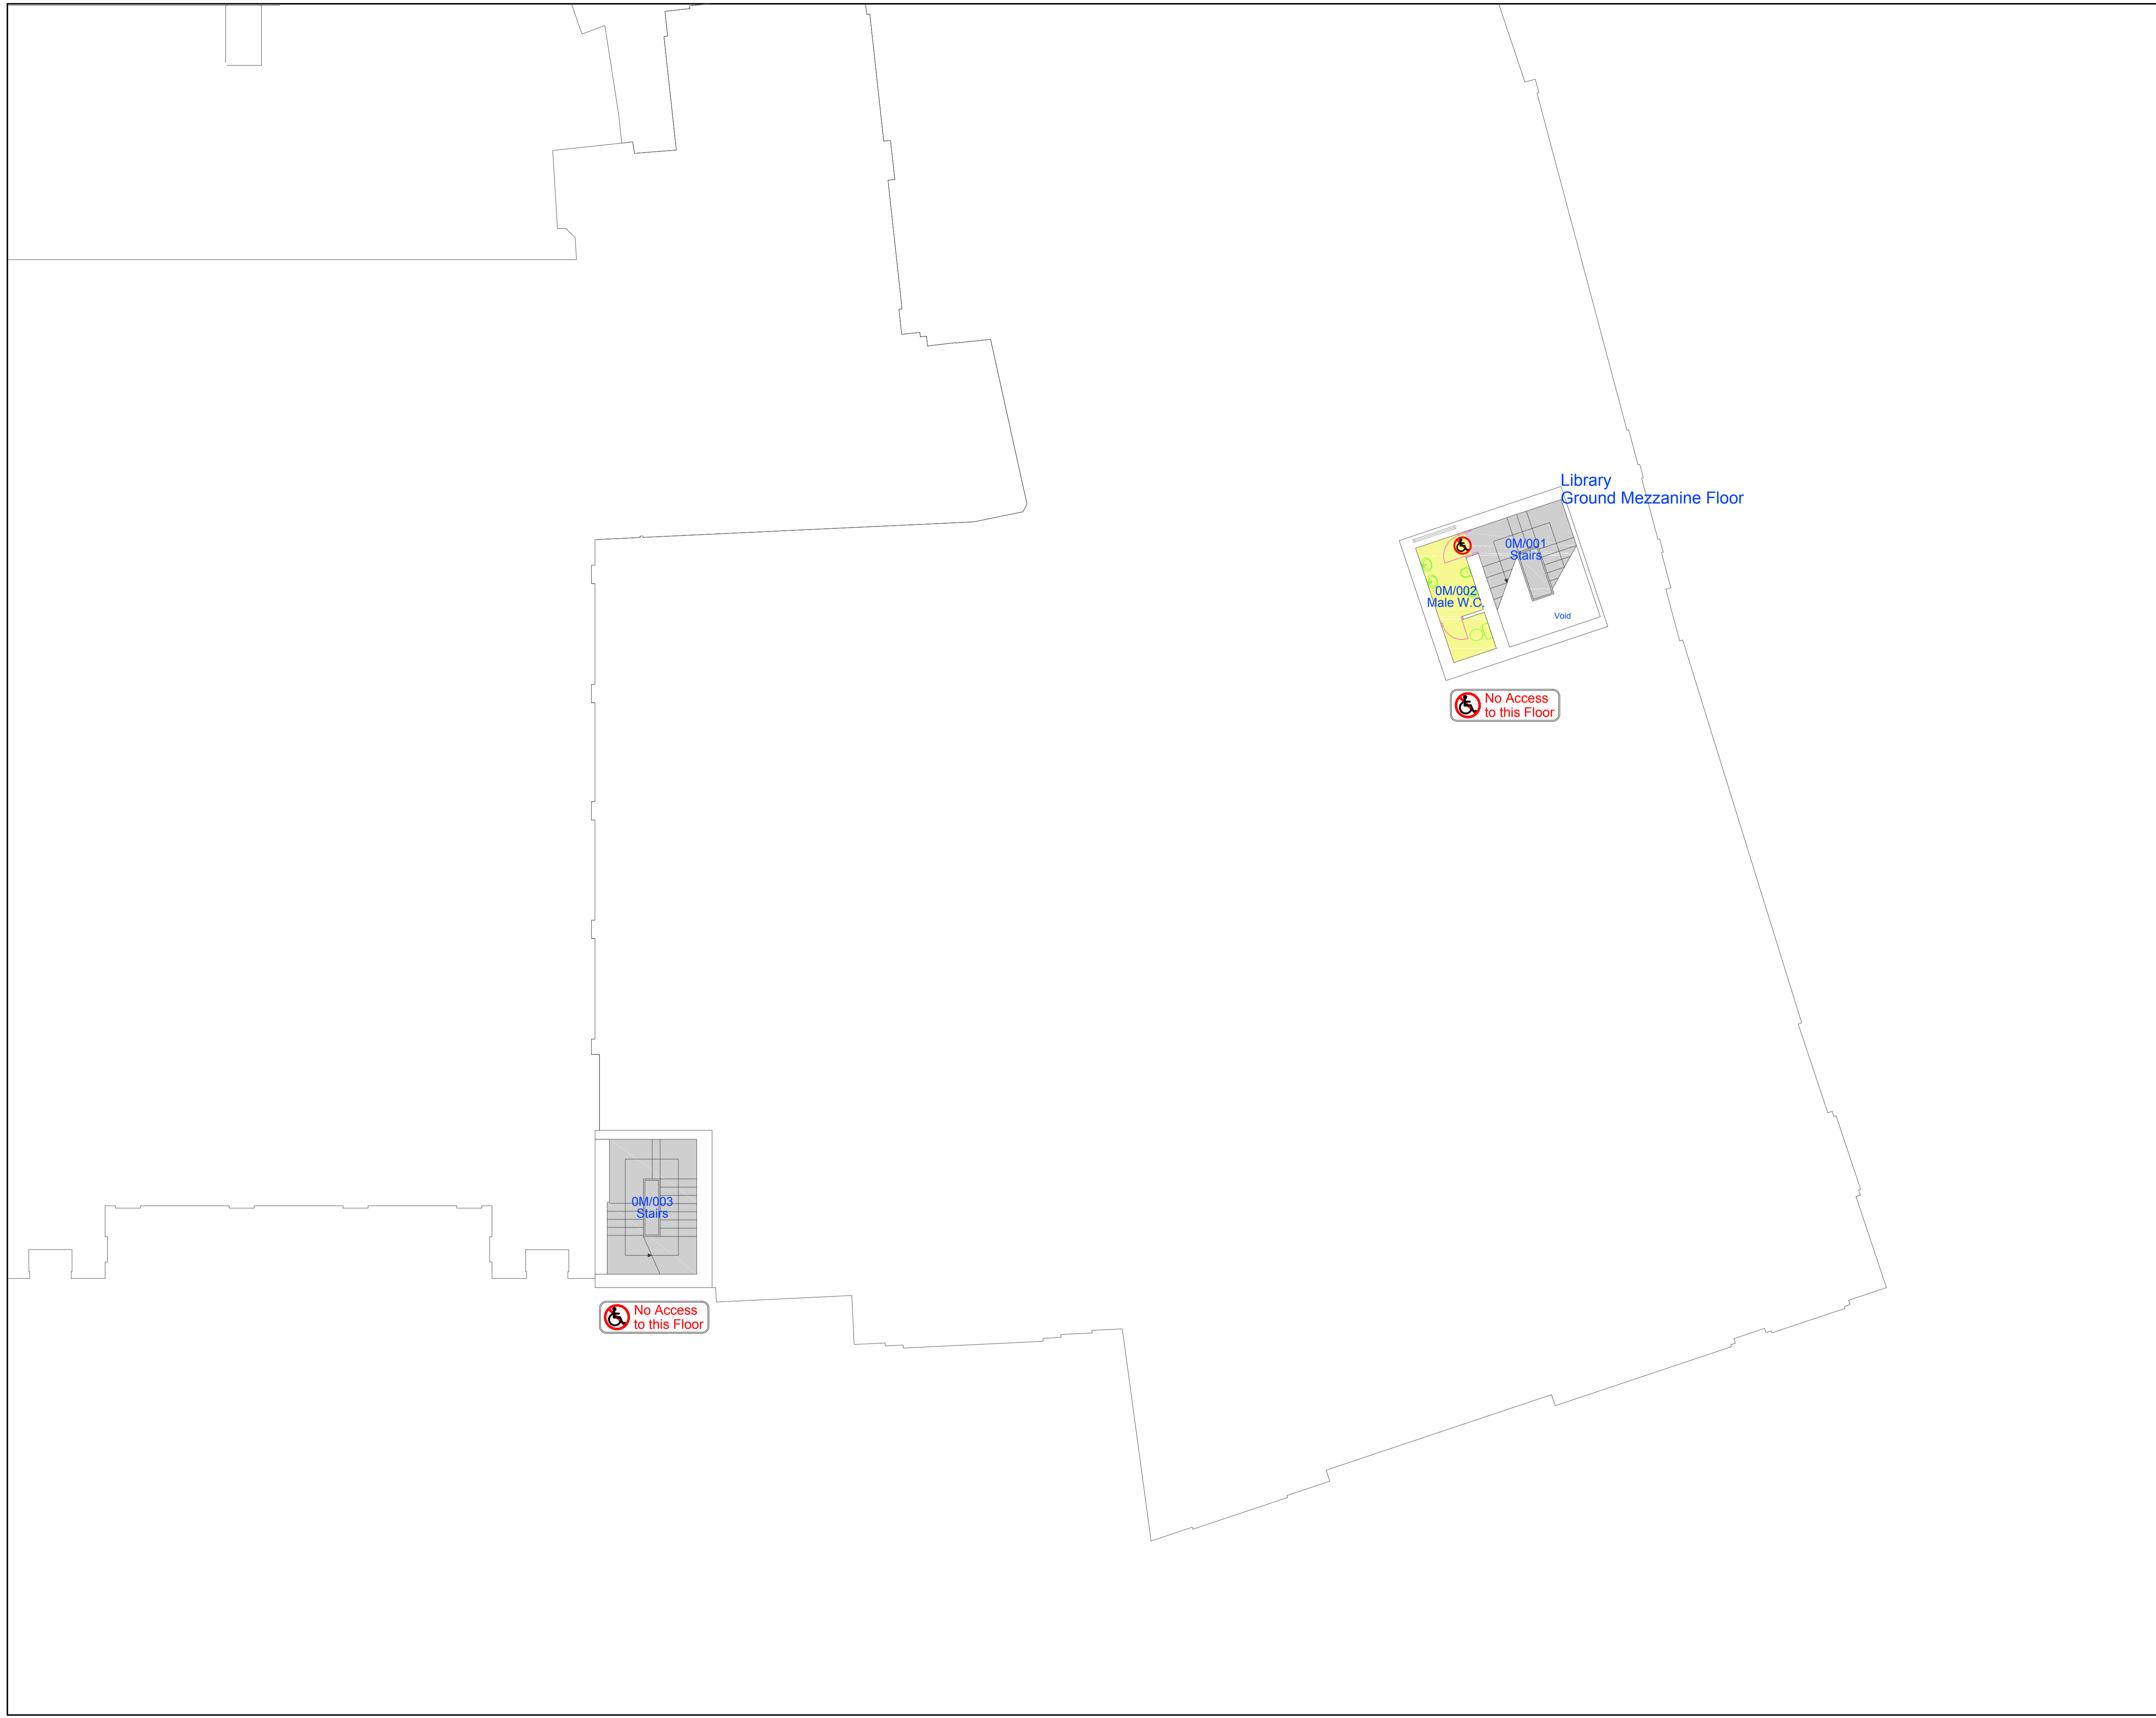 Library
Ground Mezzanine Floor
0M/001
Stairs
0M/002
Male W.C.
Void
No Access
to this Floor
0M/003
Stairs
No Access
to this Floor